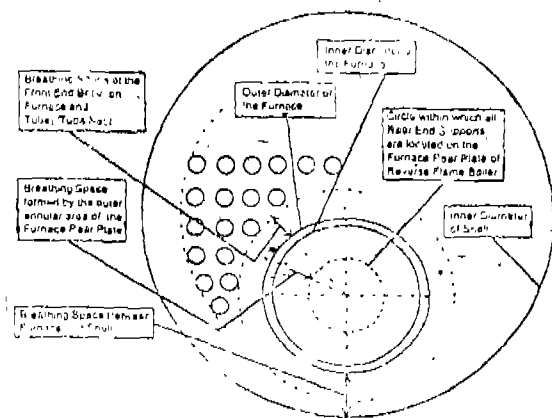 Inner Diameter of
the Furnace
Breathing Space at the
Front End Between
Furnace and
Tubes/Tube Nest
Outer Diameter of
the Furnace
Circle within which all
Rear End Supports
are located on the
Furnace Rear Plate of
Reverse Flame Boiler
Breathing Space
formed by the outer
annular area of the
Furnace Rear Plate
Inner Diameter
of Shell
Breathing Space between
Furnace Shell